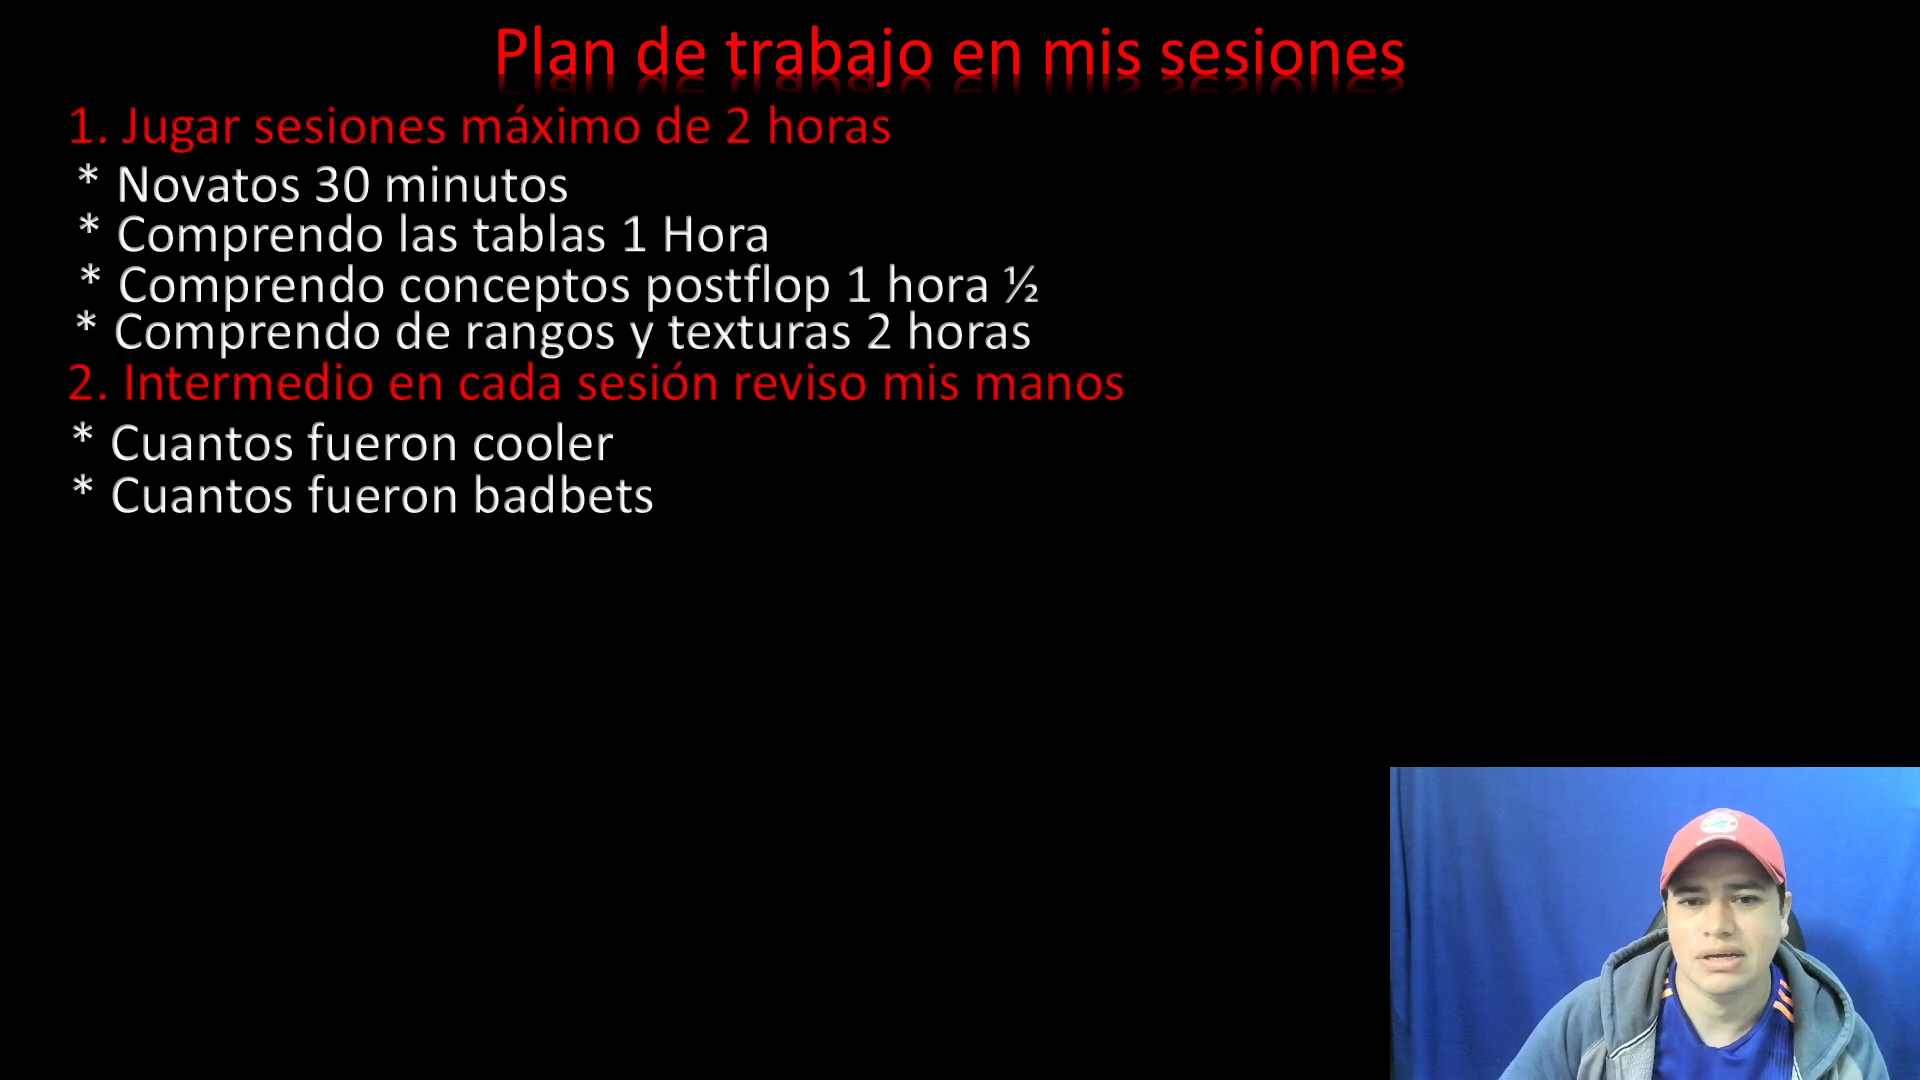 Plan de trabajo en mis sesiones
1. Jugar sesiones máximo de 2 horas
* Novatos 30 minutos
* Comprendo las tablas 1 Hora
* Comprendo conceptos postflop 1 hora ½
* Comprendo de rangos y texturas 2 horas
2. Intermedio en cada sesión reviso mis manos
* Cuantos fueron cooler
* Cuantos fueron badbets